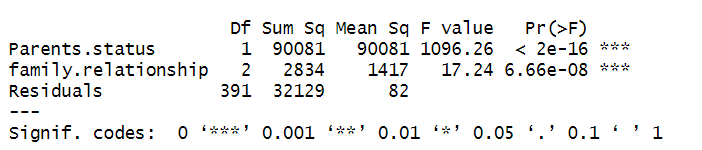 Df Sum Sq Mean Sq F value Pr(>F)
Parents.status 1 90081 90081 1096.26 < 2e-16 ***
family.relationship 2 2834 1417 17.24 6.66e-08 ***
Residuals 391 32129 82
---
Signif. codes: 0 ‘***’ 0.001 ‘**’ 0.01 ‘*’ 0.05 ‘.’ 0.1 ‘ ’ 1